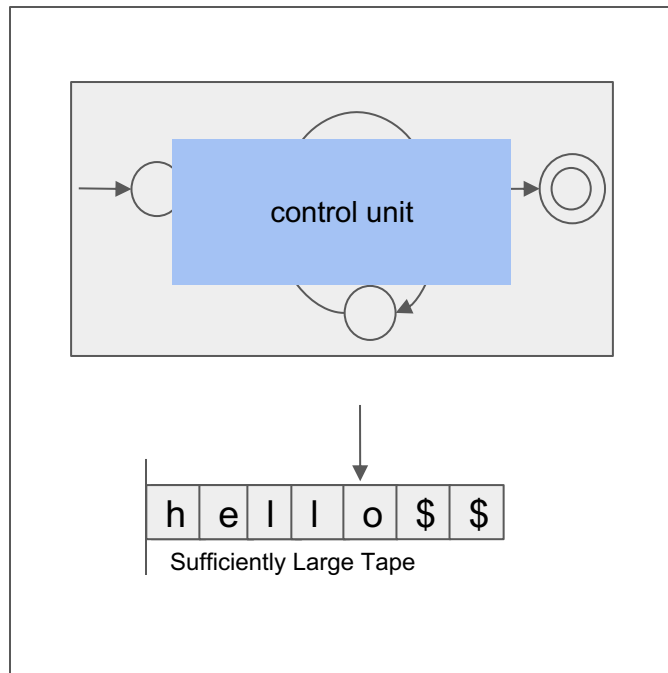 control unit
h e l l o $ $
Sufficiently Large Tape